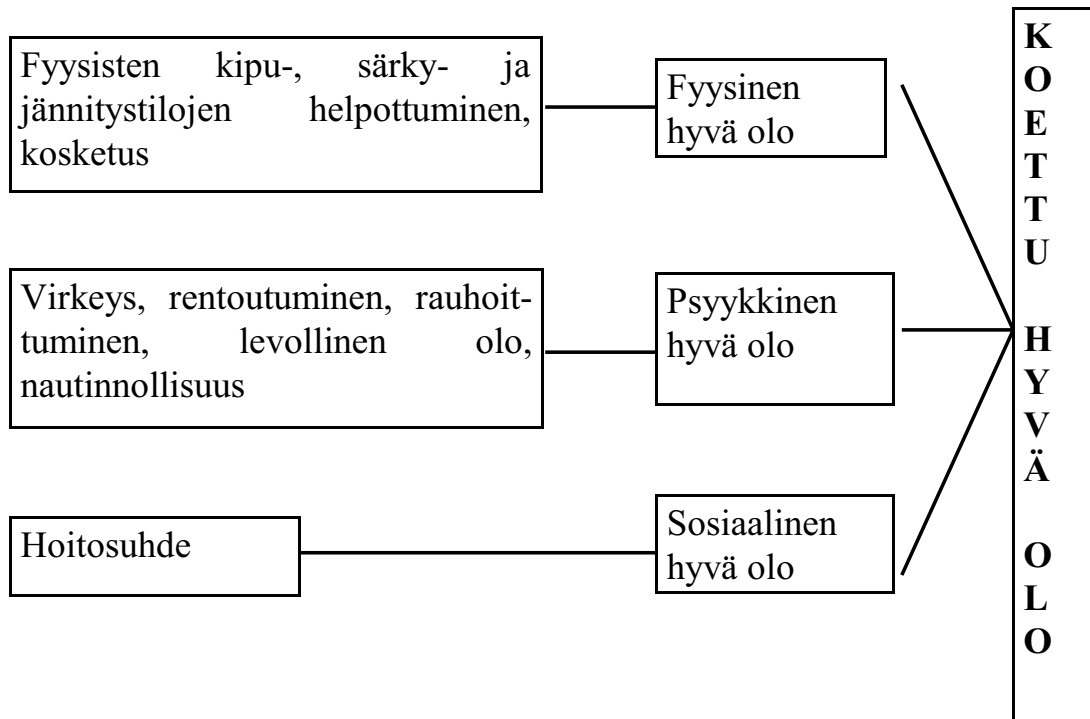 Fyysisten kipu-, särky- ja
jännitystilojen helpottuminen,
kosketus
Fyysinen
hyvä olo
Virkeys, rentoutuminen, rauhoit-
tuminen, levollinen olo,
nautinnollisuus
Psyykkinen
hyvä olo
Hoitosuhde
Sosiaalinen
hyvä olo
K
O
E
T
T
U
H
Y
V
Ä
O
L
O